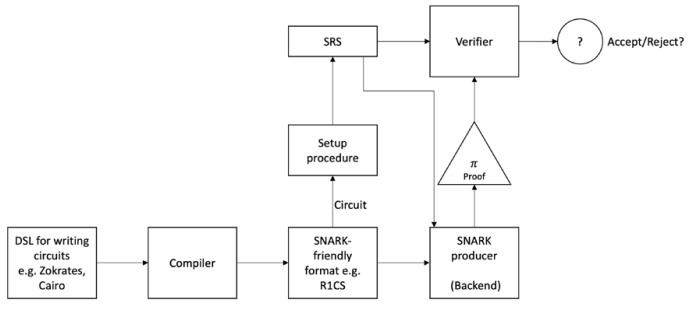 SRS
Verifier
?
Accept/Reject?
Setup
procedure
π
Proof
Circuit
DSL for writing
circuits
e.g. Zokrates,
Cairo
Compiler
SNARK-
friendly
format e.g.
R1CS
SNARK
producer
(Backend)